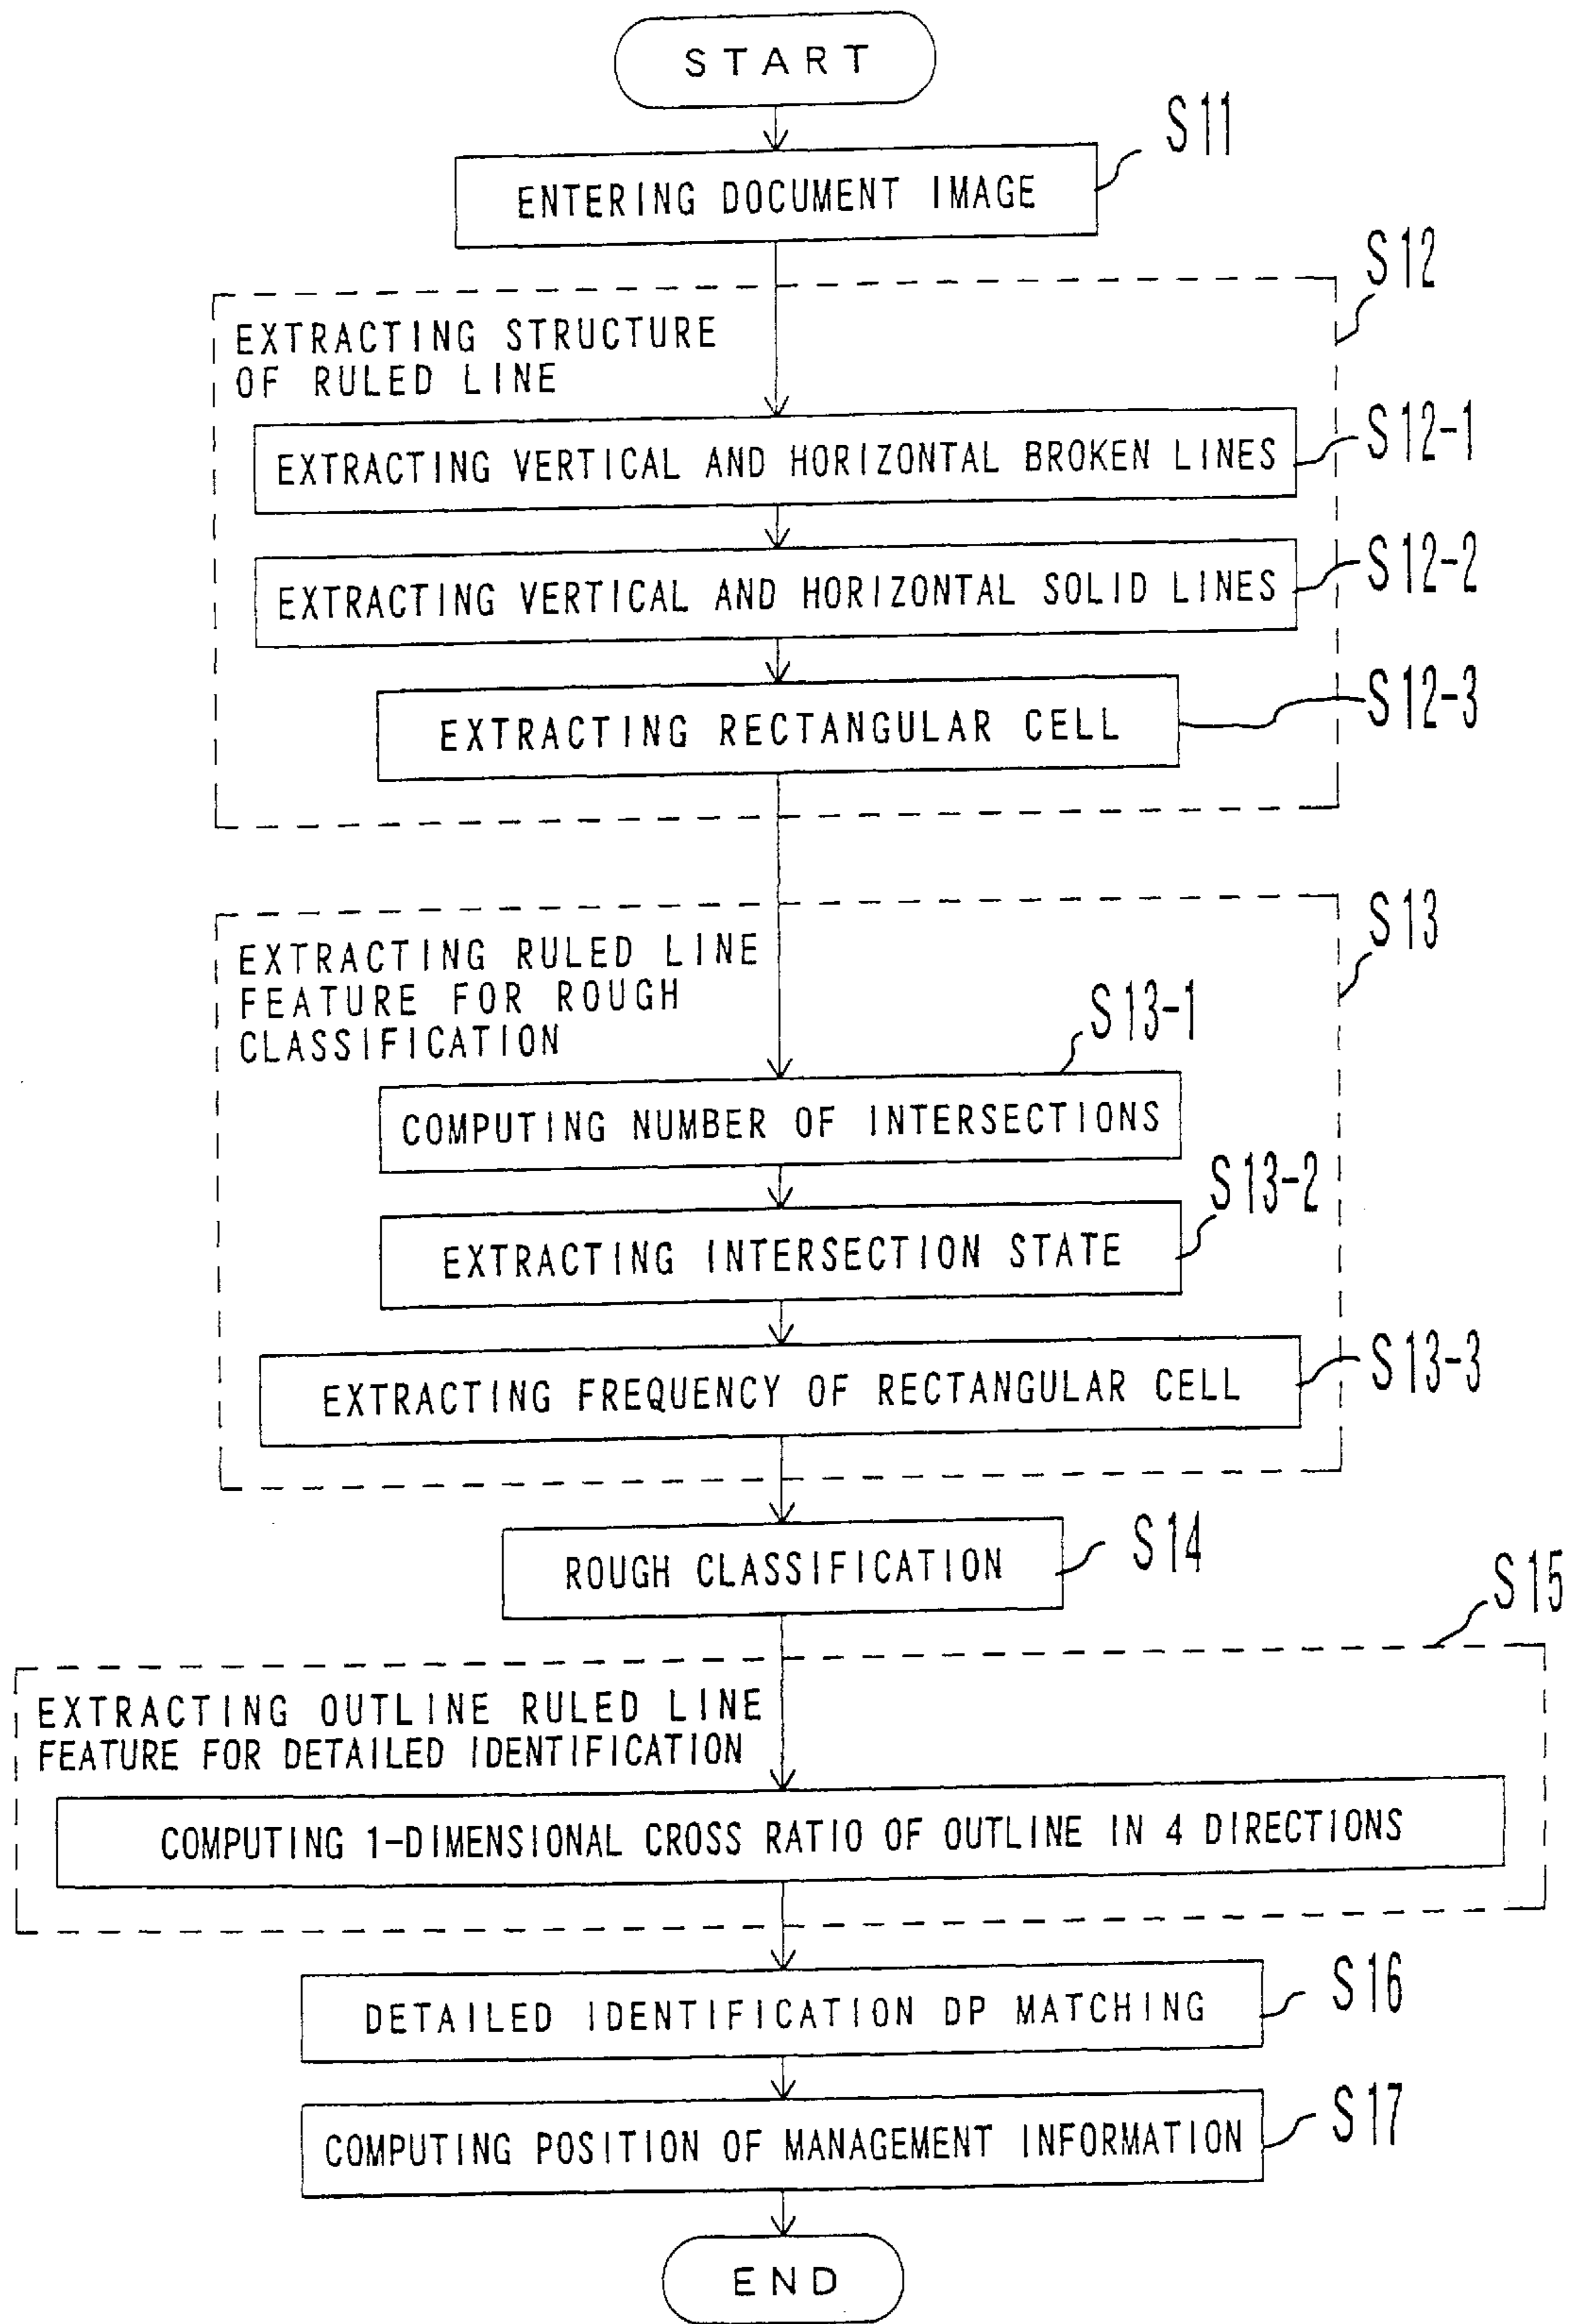 START
S11
ENTERING DOCUMENT IMAGE
S12
EXTRACTING STRUCTURE
OF RULED LINE
S12-1
EXTRACTING VERTICAL AND HORIZONTAL BROKEN LINES
S12-2
EXTRACTING VERTICAL AND HORIZONTAL SOLID LINES
S12-3
EXTRACTING RECTANGULAR CELL
S13
EXTRACTING RULED LINE
FEATURE FOR ROUGH
CLASSIFICATION
S13-1
COMPUTING NUMBER OF INTERSECTIONS
S13-2
EXTRACTING INTERSECTION STATE
S13-3
EXTRACTING FREQUENCY OF RECTANGULAR CELL
S14
ROUGH CLASSIFICATION
S15
EXTRACTING OUTLINE RULED LINE
FEATURE FOR DETAILED IDENTIFICATION
COMPUTING 1-DIMENSIONAL CROSS RATIO OF OUTLINE IN 4 DIRECTIONS
S16
DETAILED IDENTIFICATION DP MATCHING
S17
COMPUTING POSITION OF MANAGEMENT INFORMATION
END